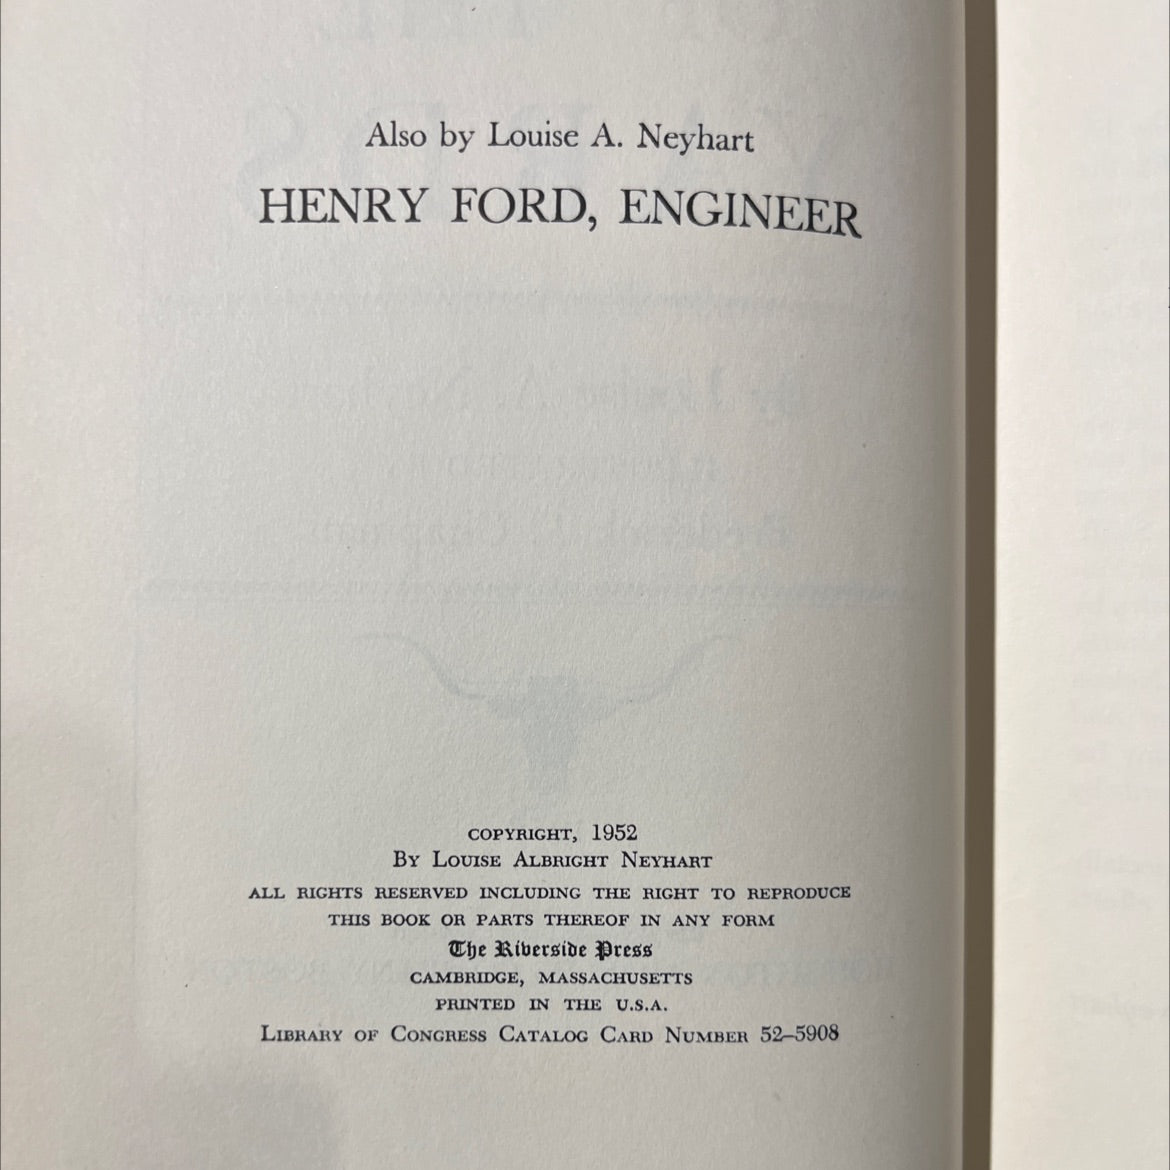 Also by Louise A. Neyhart
HENRY FORD, ENGINEER
COPYRIGHT, 1952
By Louise Albright Neyhart
ALL RIGHTS RESERVED INCLUDING THE RIGHT TO REPRODUCE
THIS BOOK OR PARTS THEREOF IN ANY FORM
The Riverside Press
CAMBRIDGE, MASSACHUSETTS
PRINTED IN THE U.S.A.
Library of Congress Catalog Card Number 52–5908